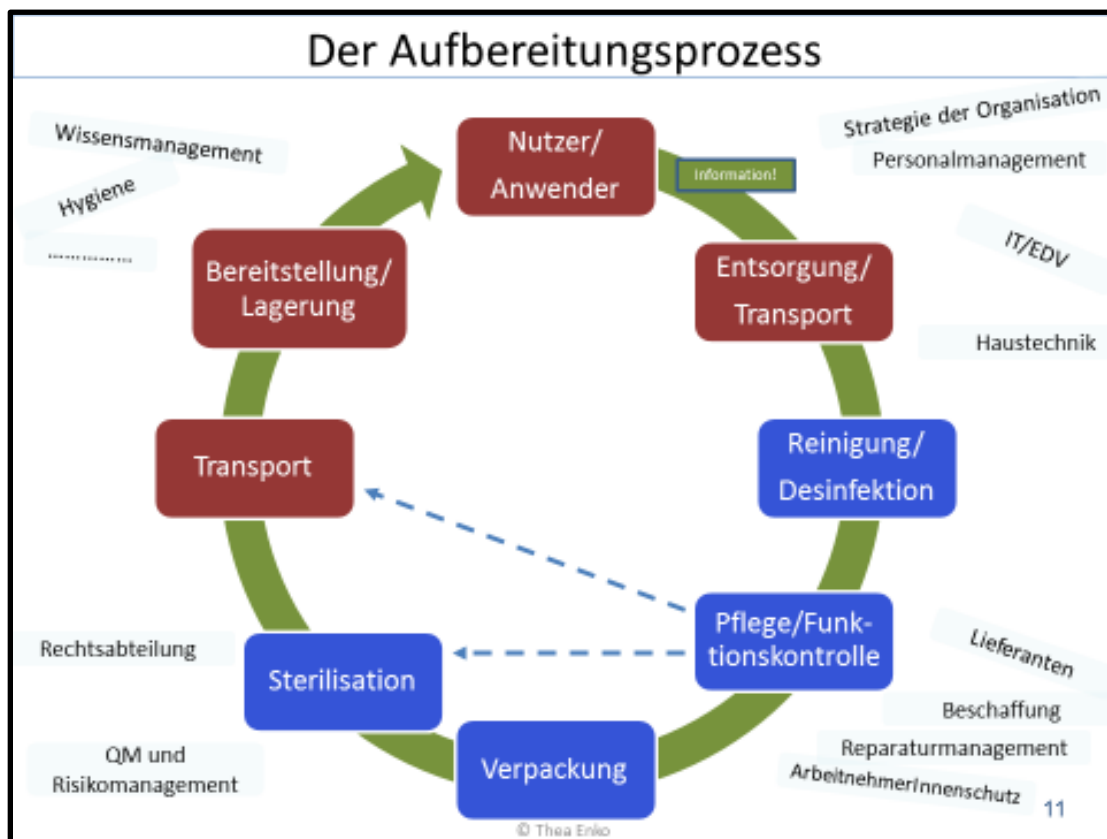 Der Aufbereitungsprozess
Wissensmanagement
Hygiene
..............
Nutzer/
Anwender
Information!
Strategie der Organisation
Personalmanagement
IT/EDV
Haustechnik
Bereitstellung/
Lagerung
Entsorgung/
Transport
Transport
Reinigung/
Desinfektion
Pflege/Funk-
tionskontrolle
Sterilisation
Verpackung
Rechtsabteilung
QM und
Risikomanagement
Lieferanten
Beschaffung
Reparaturmanagement
ArbeitnehmerInnenschutz
11
© Thea Enko